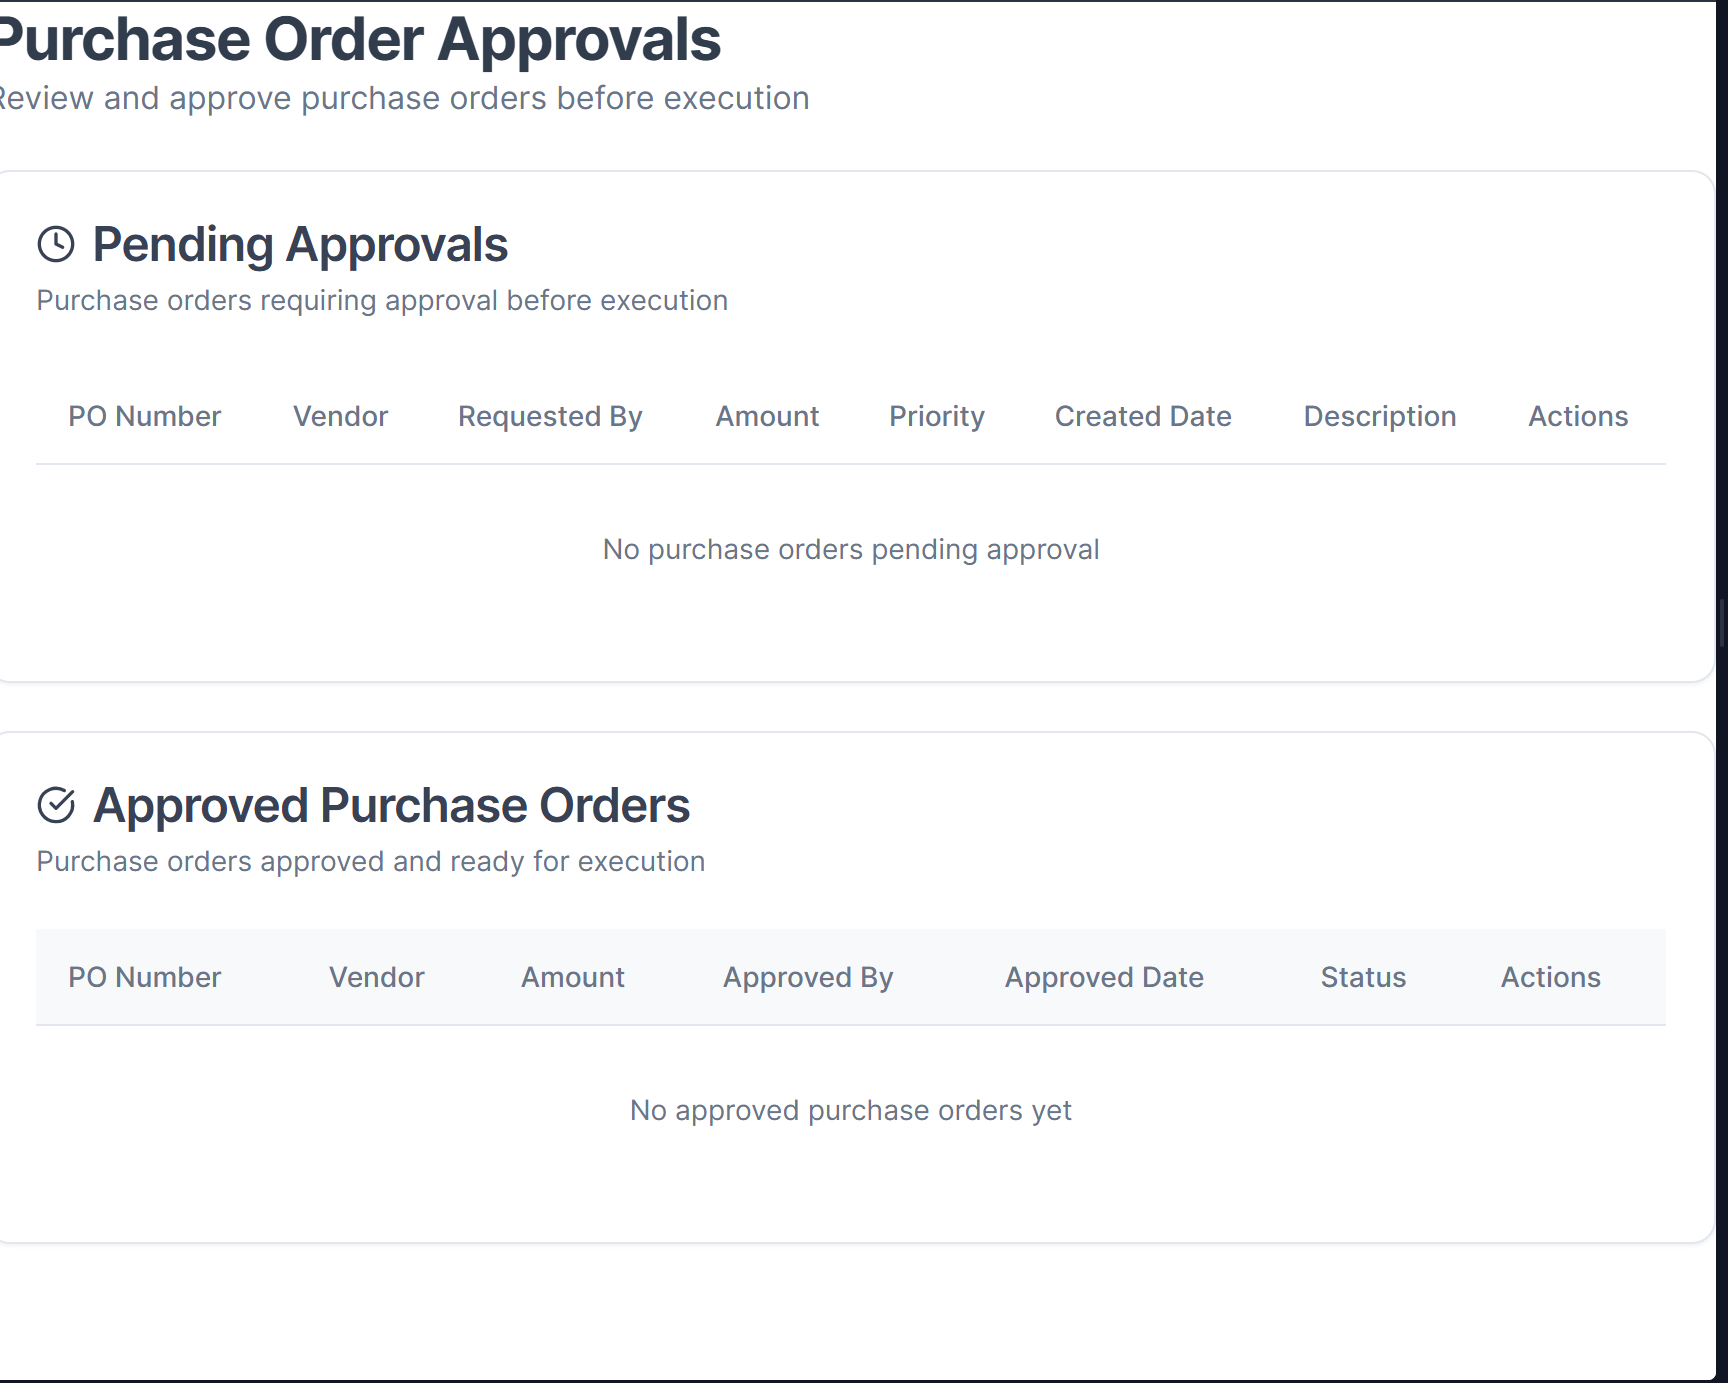 Purchase Order Approvals
Review and approve purchase orders before execution
Pending Approvals
Purchase orders requiring approval before execution
PO Number Vendor Requested By Amount Priority Created Date Description Actions
No purchase orders pending approval
Approved Purchase Orders
Purchase orders approved and ready for execution
PO Number Vendor Amount Approved By Approved Date Status Actions
No approved purchase orders yet